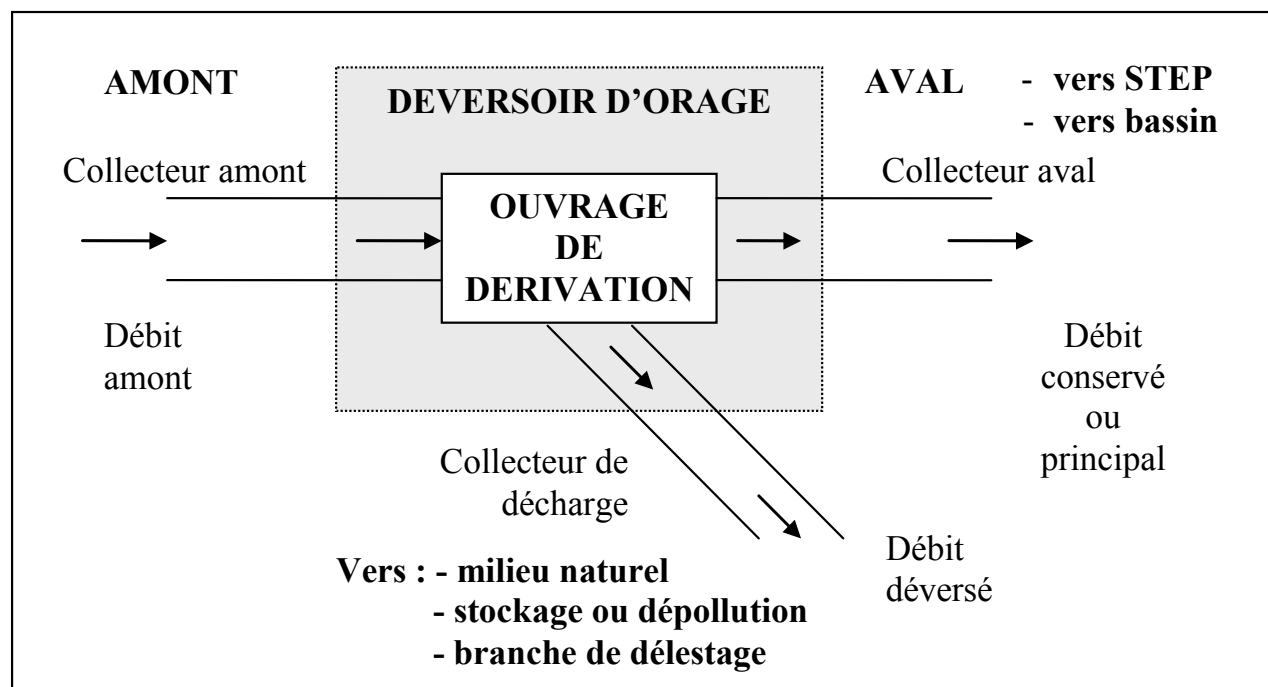 AMONT
DEVERSOIR D’ORAGE
AVAL - vers STEP
- vers bassin
Collecteur amont
Collecteur aval
OUVRAGE
DE
DERIVATION
Débit
amont
Débit
conservé
ou
principal
Collecteur de
décharge
Débit
déversé
Vers : - milieu naturel
- stockage ou dépollution
- branche de délestage